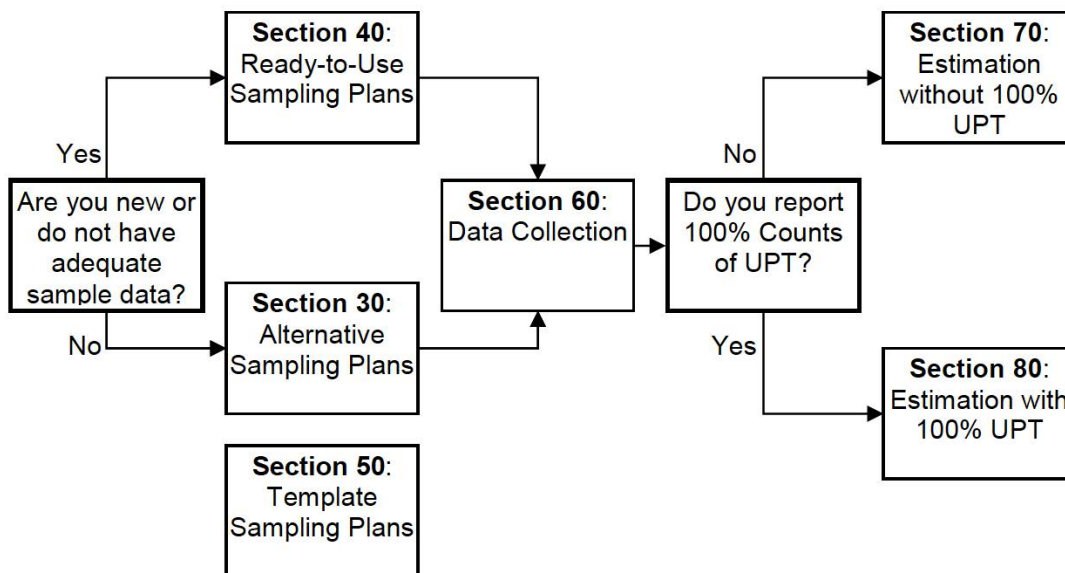 Section 40:
Ready-to-Use
Sampling Plans
Section 70:
Estimation
without 100%
UPT
Yes
No
Are you new or
do not have
adequate
sample data?
Section 60:
Data Collection
Do you report
100% Counts
of UPT?
No
Section 30:
Alternative
Sampling Plans
Yes
Section 80:
Estimation with
100% UPT
Section 50:
Template
Sampling Plans